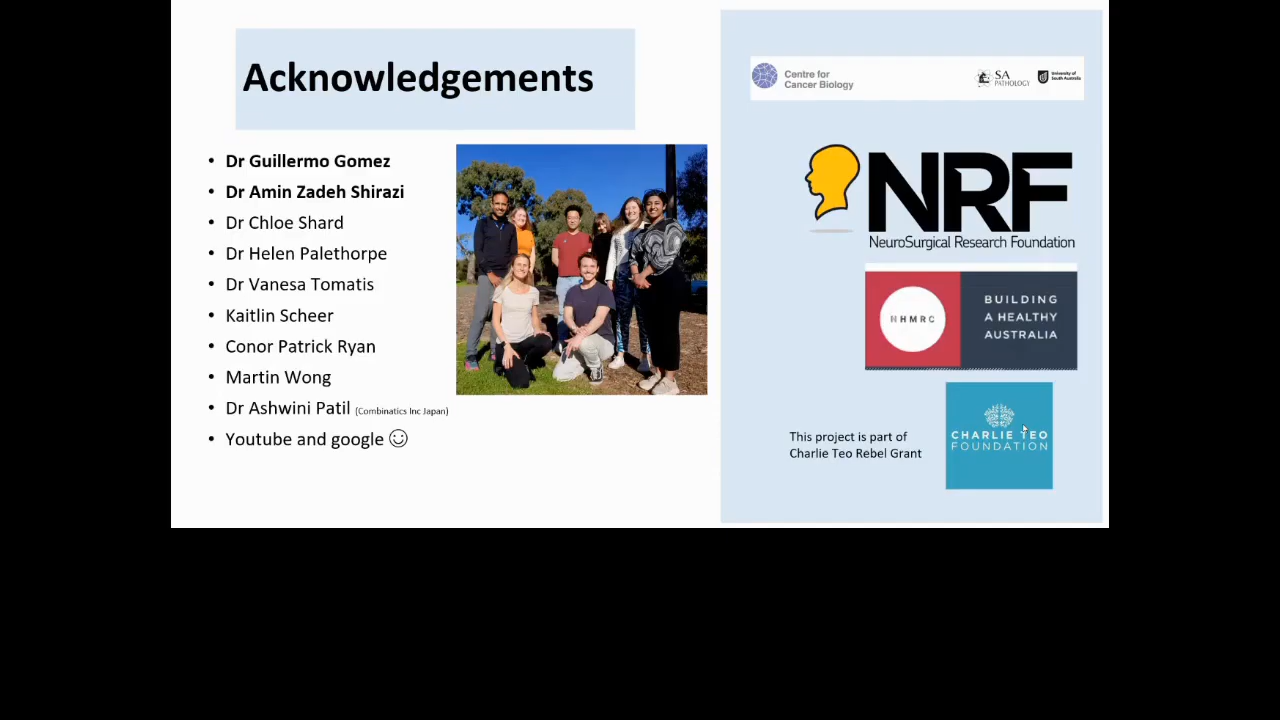 Acknowledgements
Dr Guillermo Gomez
Dr Amin Zadeh Shirazi
Dr Chloe Shard
Dr Helen Palethorpe
Dr Vanesa Tomatis
Kaitlin Scheer
Conor Patrick Ryan
Martin Wong
Dr Ashwini Patil (Combinatics Inc Japan)
Youtube and google ☺
Centre for
Cancer Biology
SA
PATHOLOGY
University of
South Australia
NRF
NeuroSurgical Research Foundation
NHMRC
BUILDING
A HEALTHY
AUSTRALIA
This project is part of
Charlie Teo Rebel Grant
CHARLIE TEO
FOUNDATION